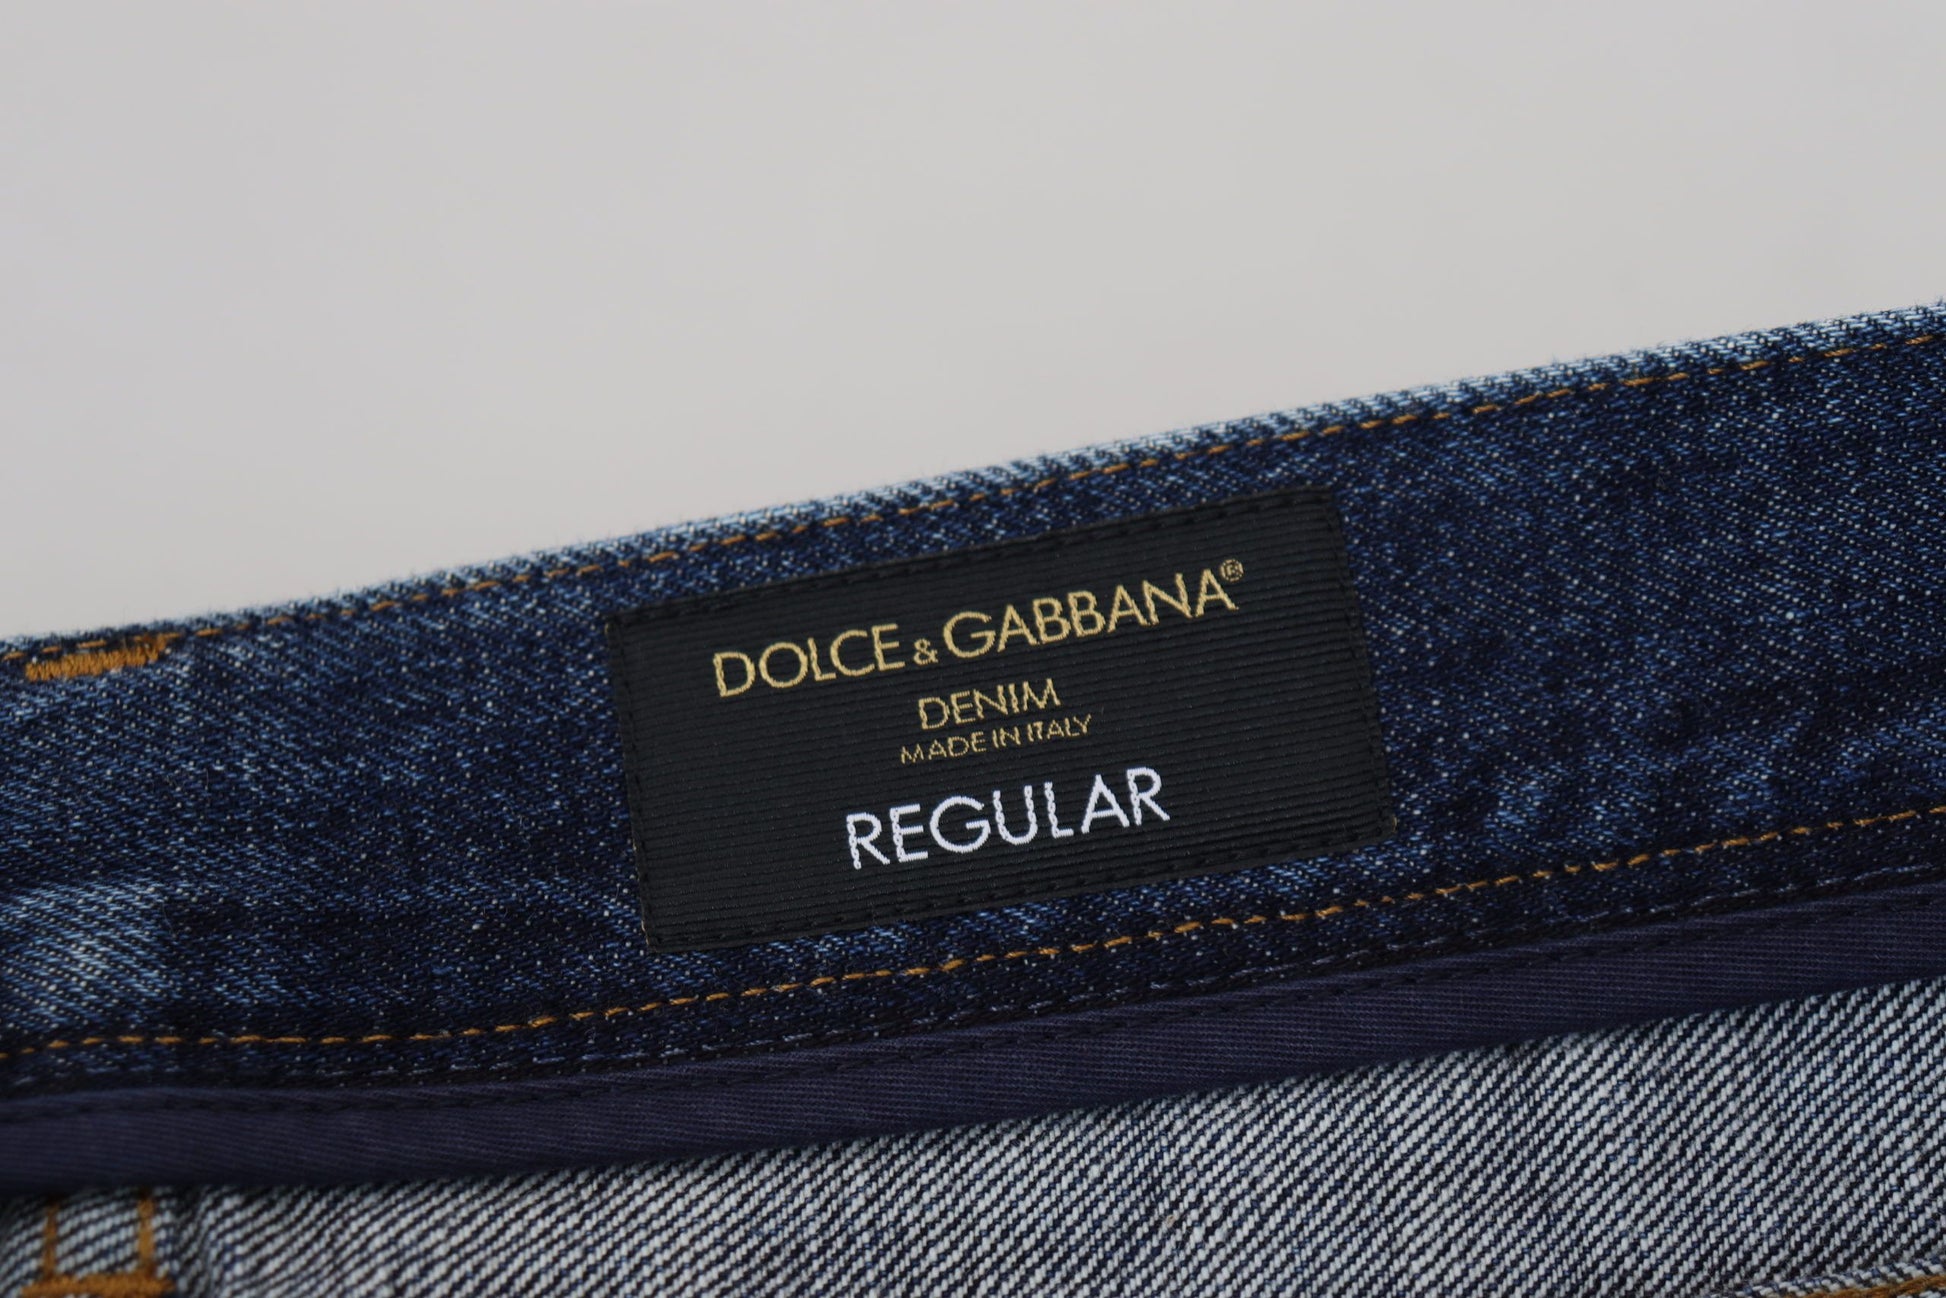 DOLCE & GABBANA®
DENIM
MADE IN ITALY
REGULAR